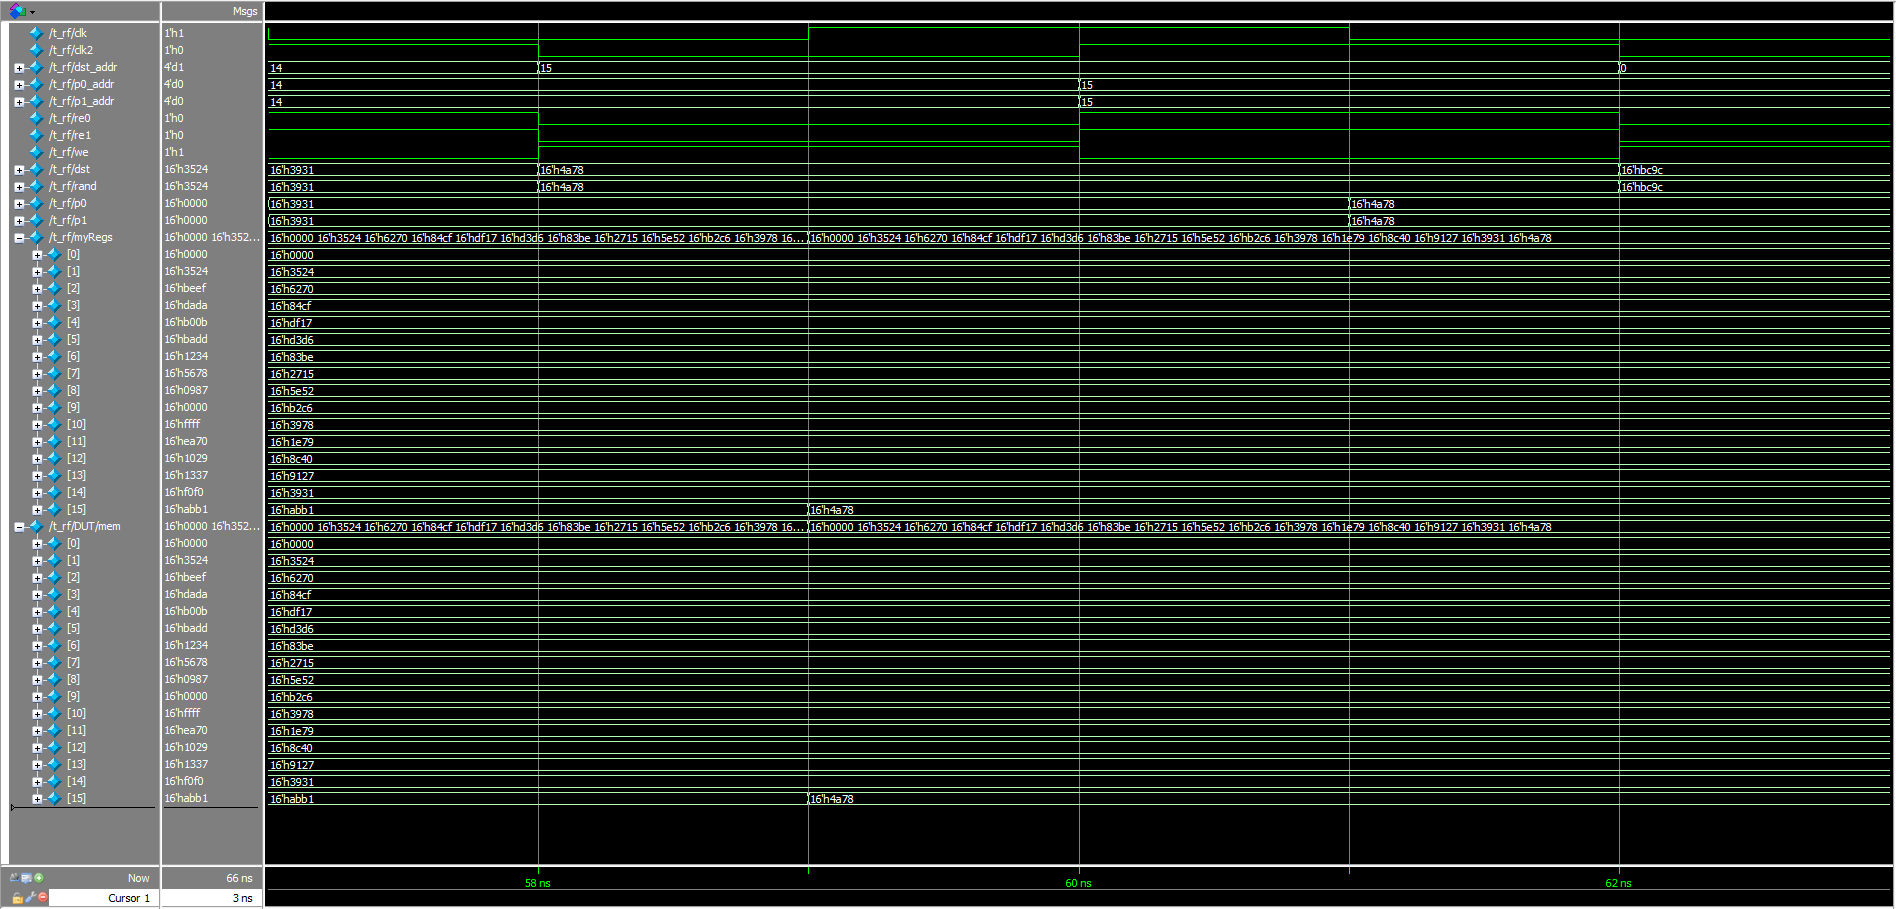 Msgs
/t_rf/clk 1'h1
/t_rf/clk2 1'h0
/t_rf/dst_addr 4'd1 14 15 0
/t_rf/p0_addr 4'd0 14 15
/t_rf/p1_addr 4'd0 14 15
/t_rf/re0 1'h0
/t_rf/re1 1'h0
/t_rf/we 1'h1
/t_rf/dst 16'h3524 16'h3931 16'h4a78 16'hbc9c
/t_rf/rand 16'h3524 16'h3931 16'h4a78 16'hbc9c
/t_rf/p0 16'h0000 16'h3931 16'h4a78
/t_rf/p1 16'h0000 16'h3931 16'h4a78
/t_rf/myRegs 16'h0000 16'h352... 16'h0000 16'h3524 16'h6270 16'h84cf 16'hdf17 16'hd3d6 16'h83be 16'h2715 16'h5e52 16'hb2c6 16'h3978 16... 16'h0000 16'h3524 16'h6270 16'h84cf 16'hdf17 16'hd3d6 16'h83be 16'h2715 16'h5e52 16'hb2c6 16'h3978 16'h1e79 16'h8c40 16'h9127 16'h3931 16'h4a78
[0] 16'h0000 16'h0000
[1] 16'h3524 16'h3524
[2] 16'hbeef 16'h6270
[3] 16'hdada 16'h84cf
[4] 16'hb00b 16'hdf17
[5] 16'hbadd 16'hd3d6
[6] 16'h1234 16'h83be
[7] 16'h5678 16'h2715
[8] 16'h0987 16'h5e52
[9] 16'h0000 16'hb2c6
[10] 16'hffff 16'h3978
[11] 16'hea70 16'h1e79
[12] 16'h1029 16'h8c40
[13] 16'h1337 16'h9127
[14] 16'hf0f0 16'h3931
[15] 16'habb1 16'habb1 16'h4a78
/t_rf/DUT/mem 16'h0000 16'h352... 16'h0000 16'h3524 16'h6270 16'h84cf 16'hdf17 16'hd3d6 16'h83be 16'h2715 16'h5e52 16'hb2c6 16'h3978 16... 16'h0000 16'h3524 16'h6270 16'h84cf 16'hdf17 16'hd3d6 16'h83be 16'h2715 16'h5e52 16'hb2c6 16'h3978 16'h1e79 16'h8c40 16'h9127 16'h3931 16'h4a78
[0] 16'h0000 16'h0000
[1] 16'h3524 16'h3524
[2] 16'hbeef 16'h6270
[3] 16'hdada 16'h84cf
[4] 16'hb00b 16'hdf17
[5] 16'hbadd 16'hd3d6
[6] 16'h1234 16'h83be
[7] 16'h5678 16'h2715
[8] 16'h0987 16'h5e52
[9] 16'h0000 16'hb2c6
[10] 16'hffff 16'h3978
[11] 16'hea70 16'h1e79
[12] 16'h1029 16'h8c40
[13] 16'h1337 16'h9127
[14] 16'hf0f0 16'h3931
[15] 16'habb1 16'habb1 16'h4a78
Now 66 ns 58 ns 60 ns 62 ns
Cursor 1 3 ns